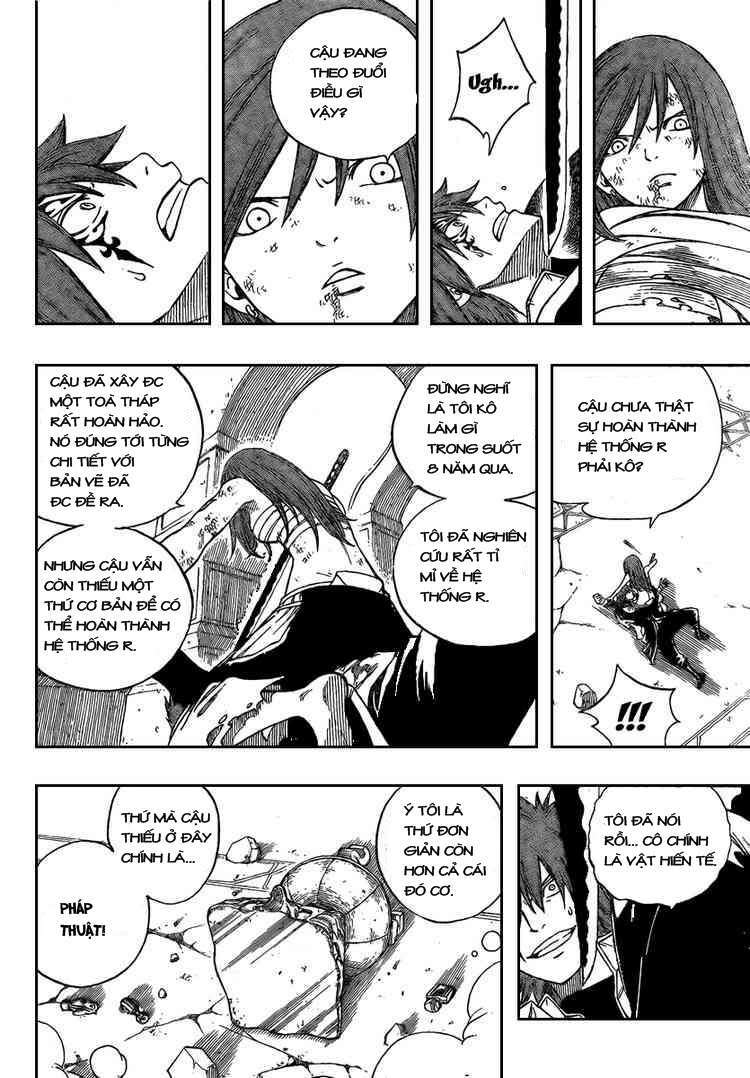 Ugh...
CẬU ĐANG
THEO ĐUỔI
ĐIỀU GÌ
VẬY?
CẬU CHƯA THẬT
SỰ HOÀN THÀNH
HỆ THỐNG R
PHẢI KÔ?
!!!
ĐỪNG NGHĨ
LÀ TÔI KÔ
LÀM GÌ
TRONG SUỐT
8 NĂM QUA.
TÔI ĐÃ NGHIÊN
CỨU RẤT TỈ
MỈ VỀ HỆ
THỐNG R.
CẬU ĐÃ XÂY ĐC
MỘT TOÀ THÁP
RẤT HOÀN HẢO.
NÓ ĐÚNG TỚI TỪNG
CHI TIẾT VỚI
BẢN VẼ ĐÃ
ĐC ĐỀ RA.
NHƯNG CẬU VẪN
CÒN THIẾU MỘT
THỨ CƠ BẢN ĐỂ CÓ
THỂ HOÀN THÀNH
HỆ THỐNG R.
TÔI ĐÃ NÓI
RỒI... CÔ CHÍNH
LÀ VẬT HIẾN TẾ.
Ý TÔI LÀ
THỨ ĐƠN
GIẢN CÒN
HƠN CẢ CÁI
ĐÓ CƠ.
THỨ MÀ CẬU
THIẾU Ở ĐÂY
CHÍNH LÀ...
PHÁP
THUẬT!